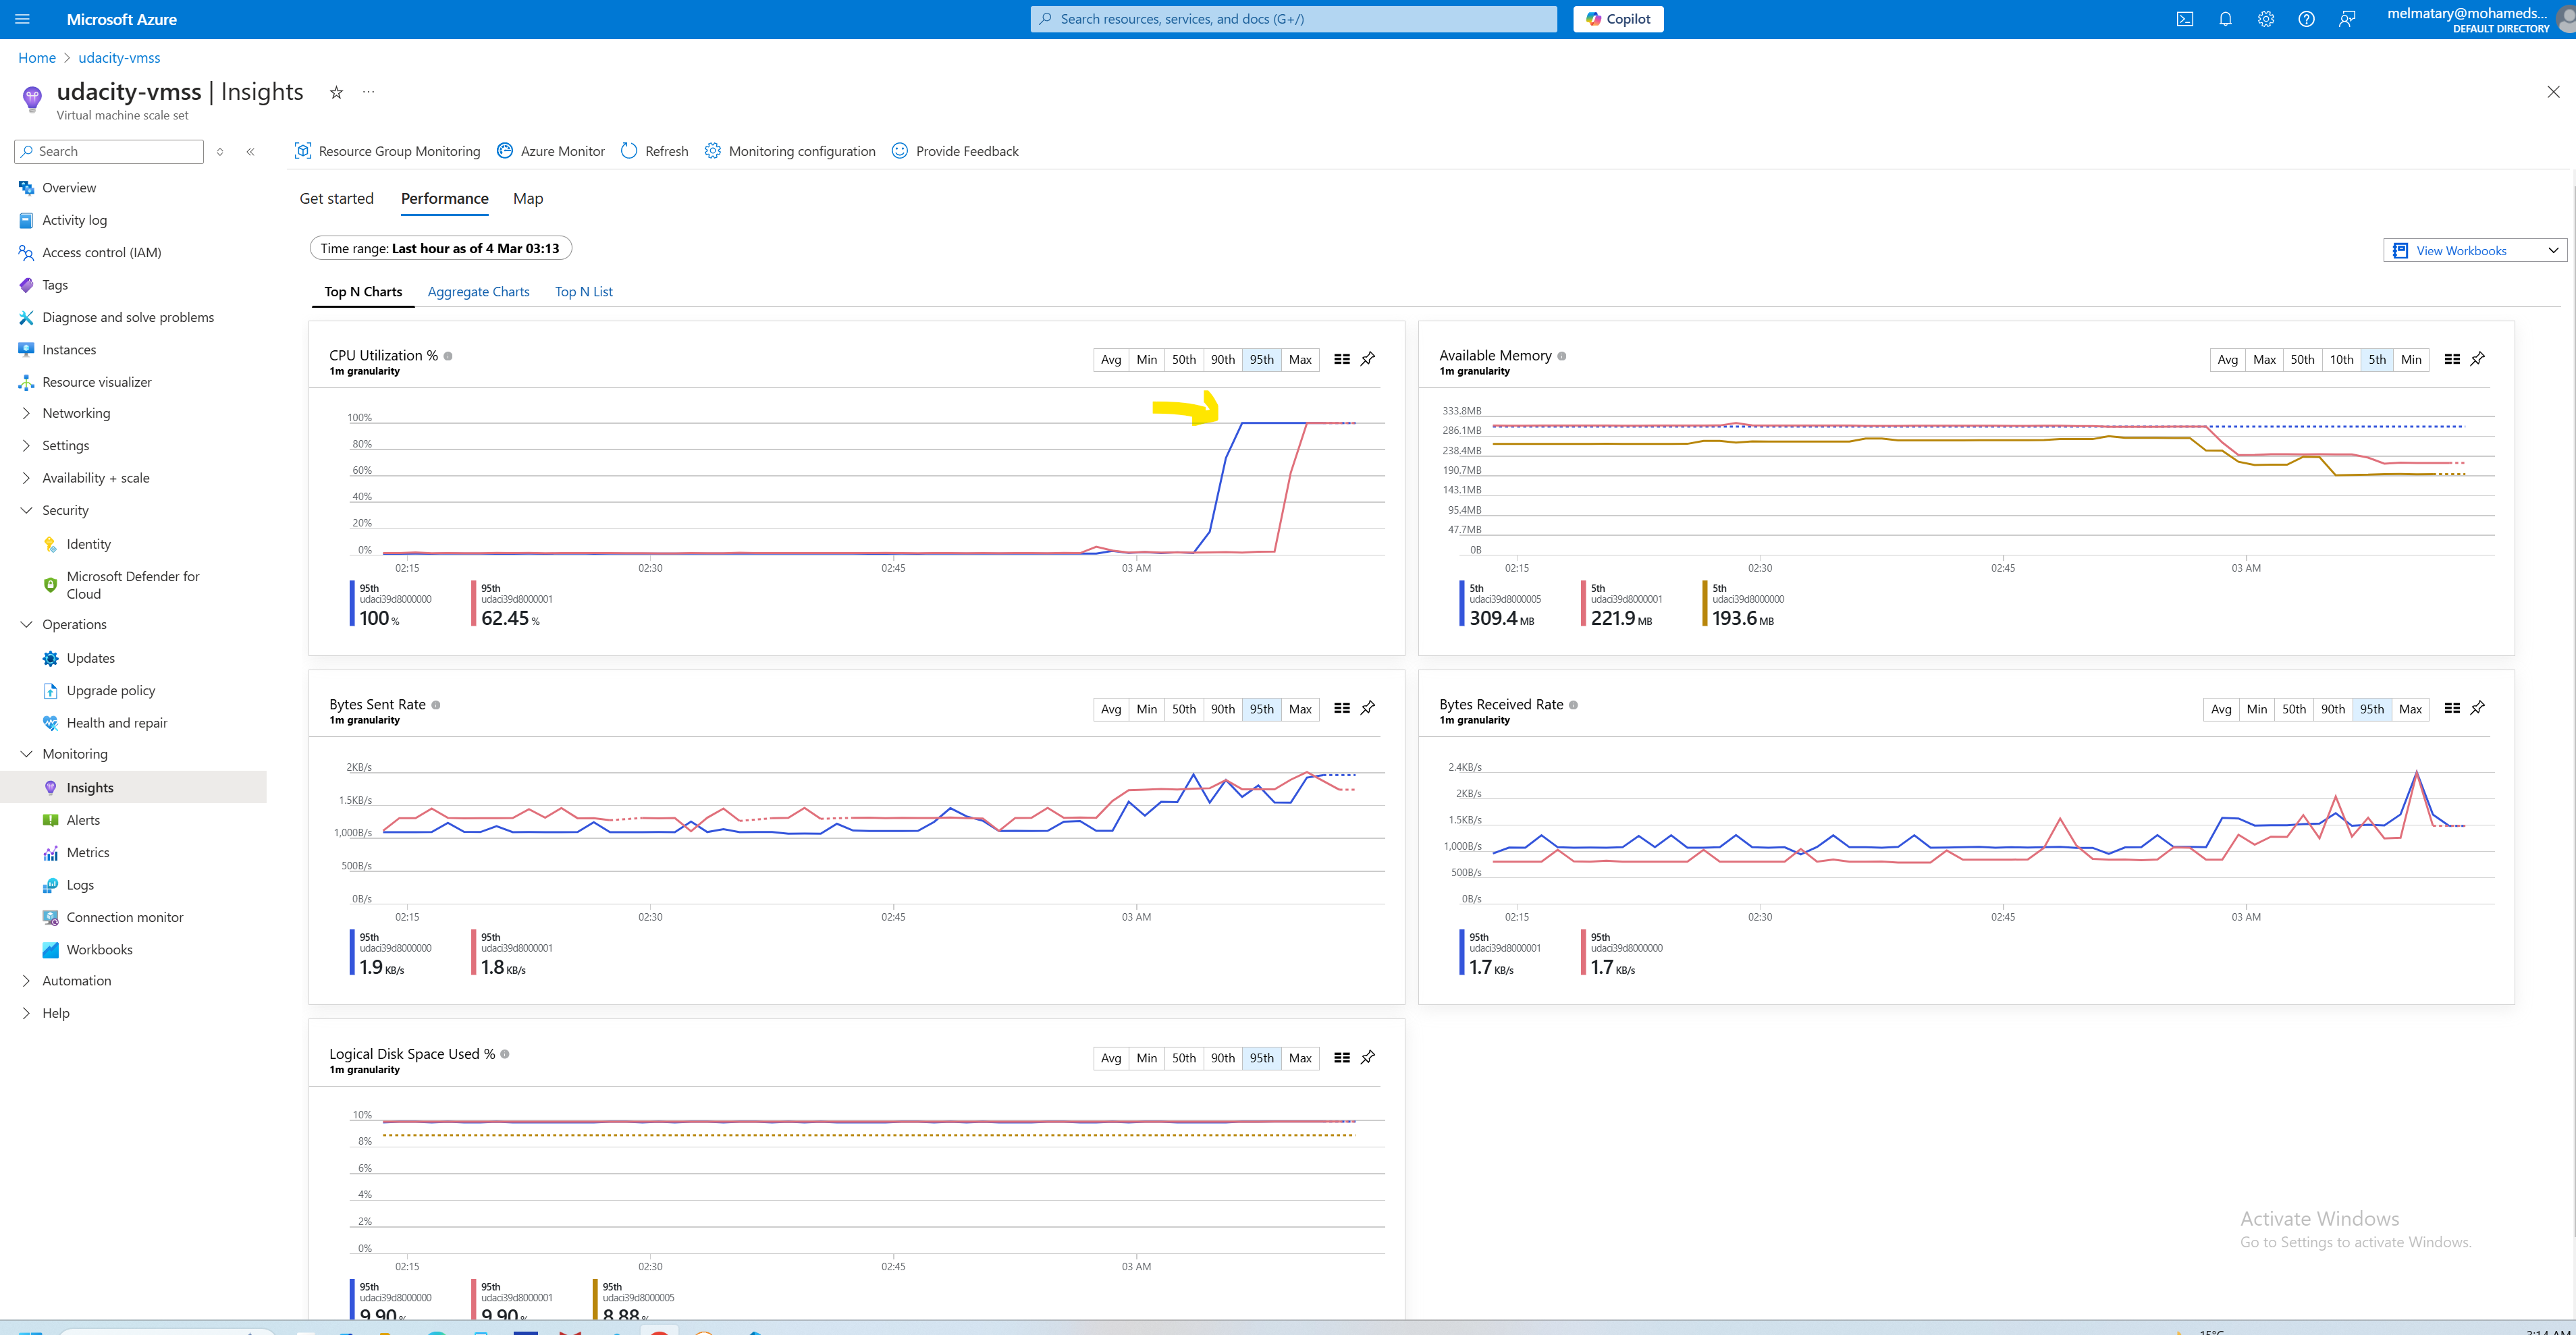 Microsoft Azure
Search resources, services, and docs (G+/)
Copilot
melmatary@mohameds...
DEFAULT DIRECTORY
Home > udacity-vmss
udacity-vmss | Insights
Virtual machine scale set
Search
Resource Group Monitoring
Azure Monitor
Refresh
Monitoring configuration
Provide Feedback
Overview
Activity log
Access control (IAM)
Tags
Diagnose and solve problems
Instances
Resource visualizer
Networking
Settings
Availability + scale
Security
Identity
Microsoft Defender for
Cloud
Operations
Updates
Upgrade policy
Health and repair
Monitoring
Insights
Alerts
Metrics
Logs
Connection monitor
Workbooks
Automation
Help
Get started Performance Map
Time range: Last hour as of 4 Mar 03:13
View Workbooks
Top N Charts Aggregate Charts Top N List
CPU Utilization %
1m granularity
Avg Min 50th 90th 95th Max
100%
80%
60%
40%
20%
0%
02:15 02:30 02:45 03 AM
95th
udaci39d8000000
100 %
95th
udaci39d8000001
62.45 %
Available Memory
1m granularity
Avg Max 50th 10th 5th Min
333.8MB
286.1MB
238.4MB
190.7MB
143.1MB
95.4MB
47.7MB
0B
02:15 02:30 02:45 03 AM
5th
udaci39d8000005
309.4 MB
5th
udaci39d8000001
221.9 MB
5th
udaci39d8000000
193.6 MB
Bytes Sent Rate
1m granularity
Avg Min 50th 90th 95th Max
2KB/s
1.5KB/s
1,000B/s
500B/s
0B/s
02:15 02:30 02:45 03 AM
95th
udaci39d8000000
1.9 KB/s
95th
udaci39d8000001
1.8 KB/s
Bytes Received Rate
1m granularity
Avg Min 50th 90th 95th Max
2.4KB/s
2KB/s
1.5KB/s
1,000B/s
500B/s
0B/s
02:15 02:30 02:45 03 AM
95th
udaci39d8000001
1.7 KB/s
95th
udaci39d8000000
1.7 KB/s
Logical Disk Space Used %
1m granularity
Avg Min 50th 90th 95th Max
10%
8%
6%
4%
2%
0%
02:15 02:30 02:45 03 AM
95th
udaci39d8000000
9.90 %
95th
udaci39d8000001
9.90 %
95th
udaci39d8000005
8.88 %
Activate Windows
Go to Settings to activate Windows.
15°C
3:14 AM